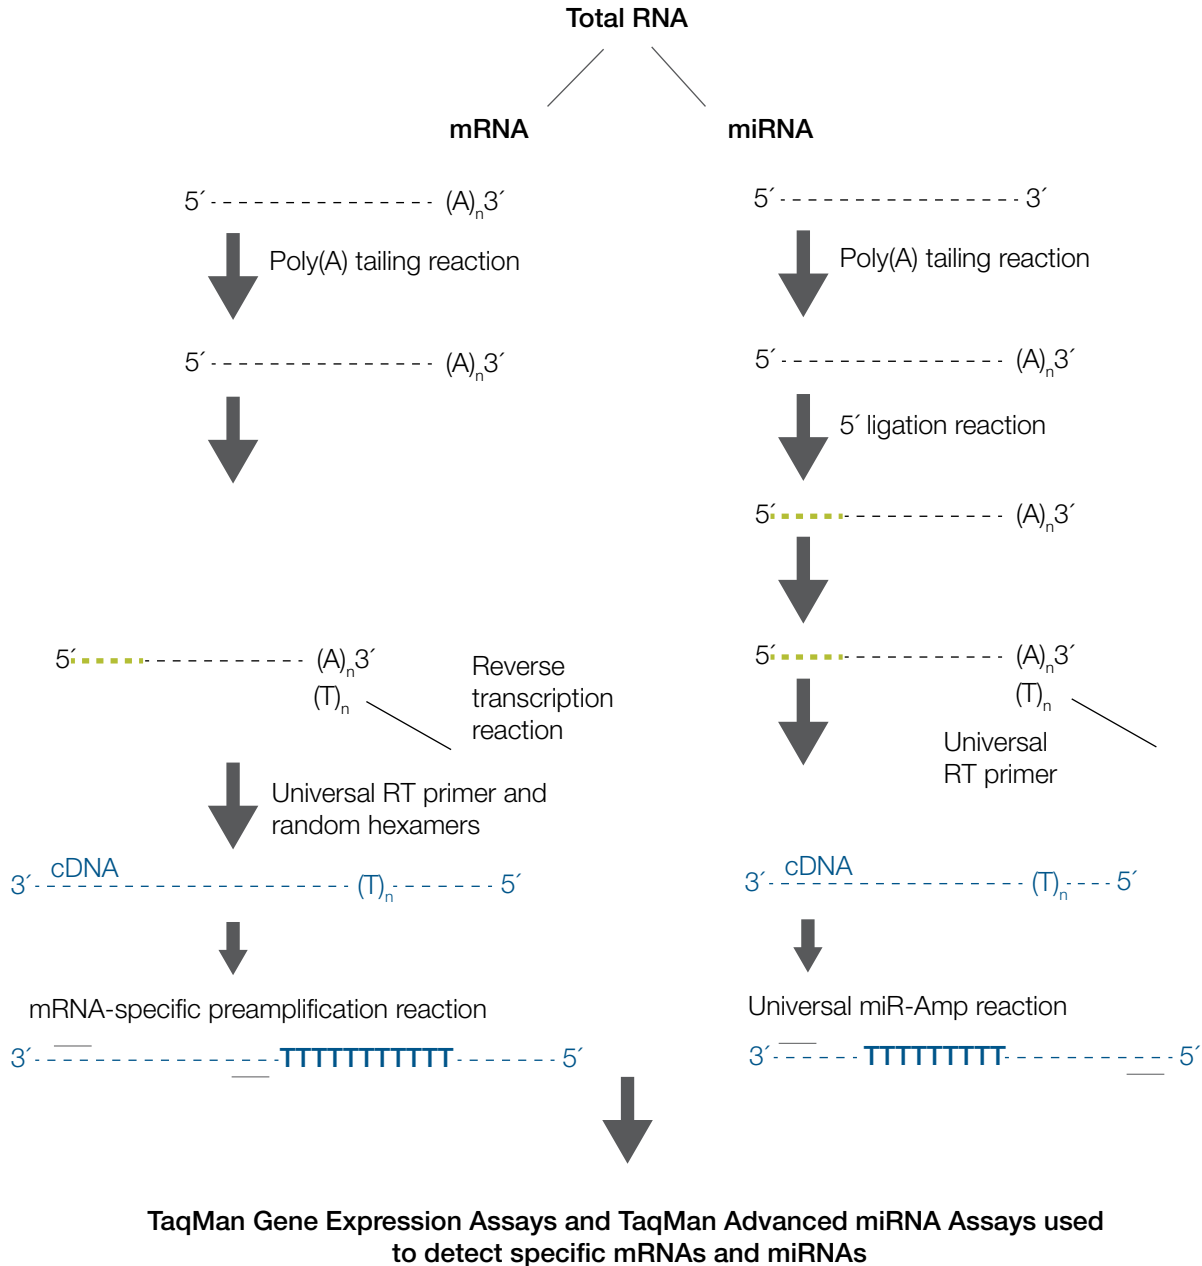 Total RNA
mRNA
miRNA
5´ (A)n3´
5´ 3´
Poly(A) tailing reaction
Poly(A) tailing reaction
5´ (A)n3´
5´ (A)n3´
5´ ligation reaction
5´ (A)n3´
5´ (A)n3´
(T)n
Reverse
transcription
reaction
5´ (A)n3´
(T)n
Universal
RT primer
Universal RT primer and
random hexamers
cDNA
3´ (T)n 5´
cDNA
3´ (T)n 5´
mRNA-specific preamplification reaction
Universal miR-Amp reaction
3´ TTTTTTTTTTT 5´
3´ TTTTTTTTT 5´
TaqMan Gene Expression Assays and TaqMan Advanced miRNA Assays used
to detect specific mRNAs and miRNAs